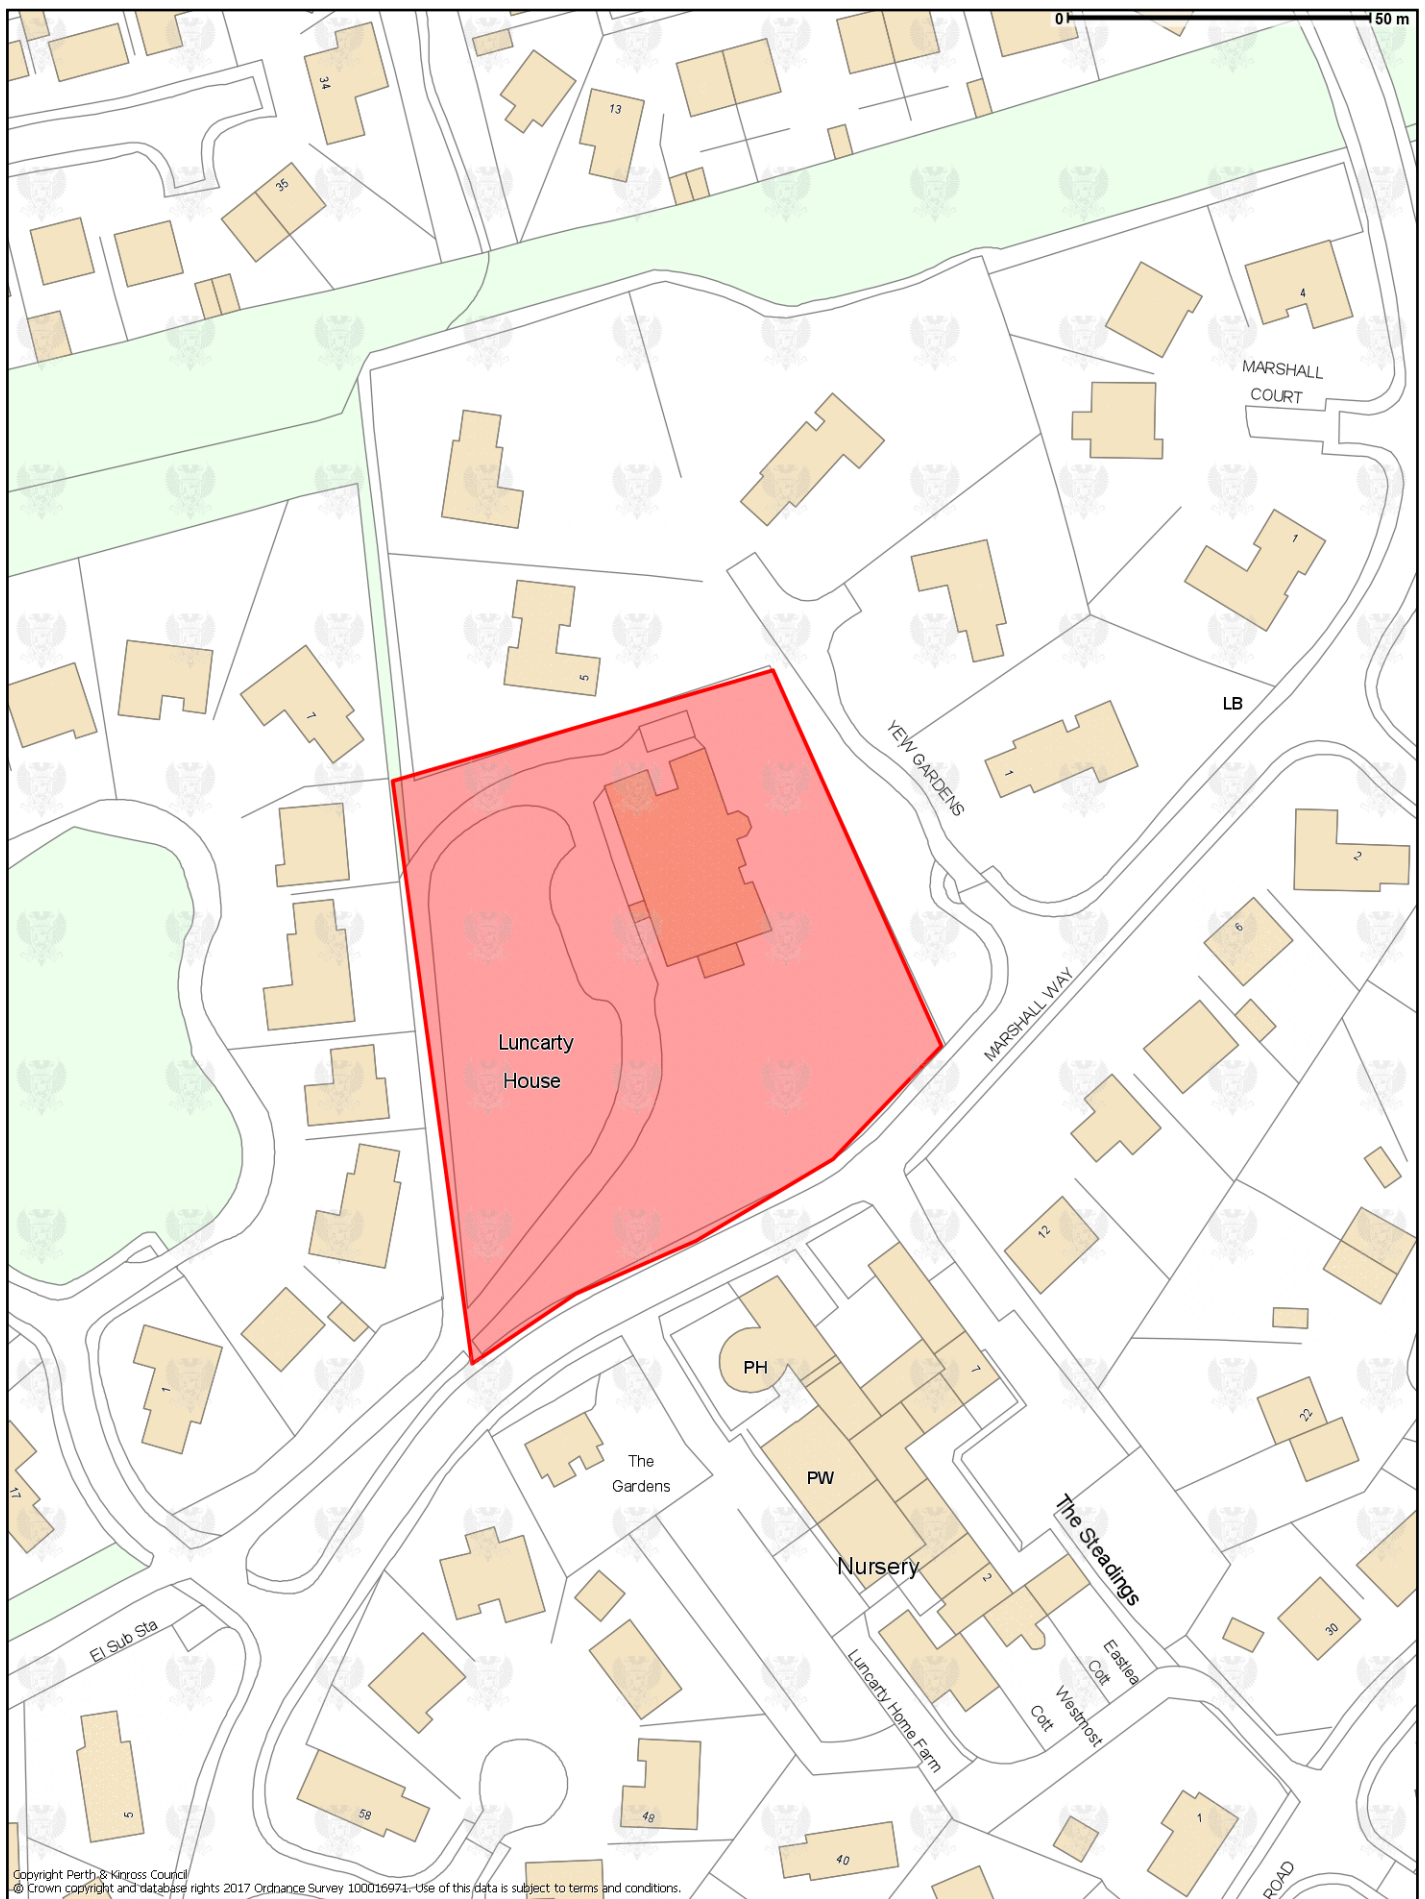 0 50 m
34
13
35
4
MARSHALL
COURT
1
5
7
LB
YEW GARDENS
1
2
6
MARSHALL WAY
Luncarty
House
12
PH
7
1
22
The
Gardens
PW
17
The Steadings
Nursery
2
30
El Sub Sta
Eastlea
Cott
Luncarty Home Farm
Westmost
Cott
5
58
48
1
40
ROAD
Copyright Perth & Kinross Council
© Crown copyright and database rights 2017 Ordnance Survey 100016971. Use of this data is subject to terms and conditions.